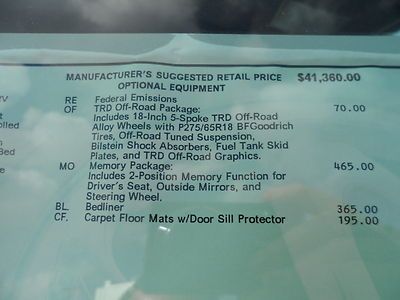 MANUFACTURER'S SUGGESTED RETAIL PRICE $41,360.00
OPTIONAL EQUIPMENT
RE Federal Emissions
OF TRD Off-Road Package: 70.00
Includes 18-Inch 5-Spoke TRD Off-Road
Alloy Wheels with P275/65R18 BFGoodrich
Tires, Off-Road Tuned Suspension,
Bilstein Shock Absorbers, Fuel Tank Skid
Plates, and TRD Off-Road Graphics.
MO Memory Package: 465.00
Includes 2-Position Memory Function for
Driver's Seat, Outside Mirrors, and
Steering Wheel.
BL Bedliner 365.00
CF. Carpet Floor Mats w/Door Sill Protector 195.00